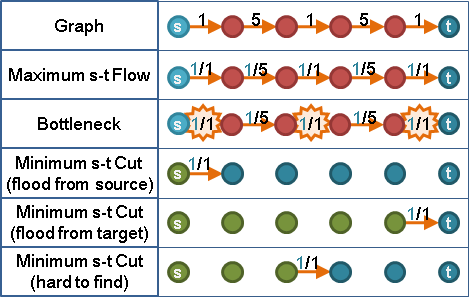 Graph
s 1 5 1 5 1 t
Maximum s-t Flow
s 1/1 1/5 1/1 1/5 1/1 t
Bottleneck
s 1/1 1/5 1/1 1/5 1/1 t
Minimum s-t Cut
(flood from source)
s 1/1 t
Minimum s-t Cut
(flood from target)
s 1/1 t
Minimum s-t Cut
(hard to find)
s 1/1 t